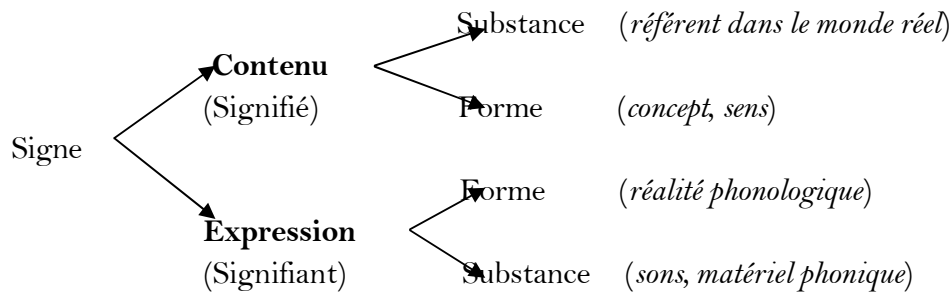 Substance (référent dans le monde réel)
Contenu
(Signifié)
Forme (concept, sens)
Signe
Forme (réalité phonologique)
Expression
(Signifiant)
Substance (sons, matériel phonique)